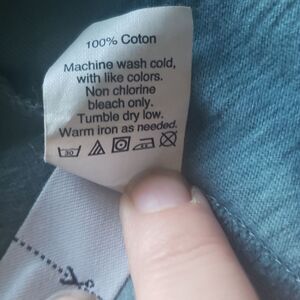 100% Coton
Machine wash cold,
with like colors.
Non chlorine
bleach only.
Tumble dry low.
Warm iron as needed.
30